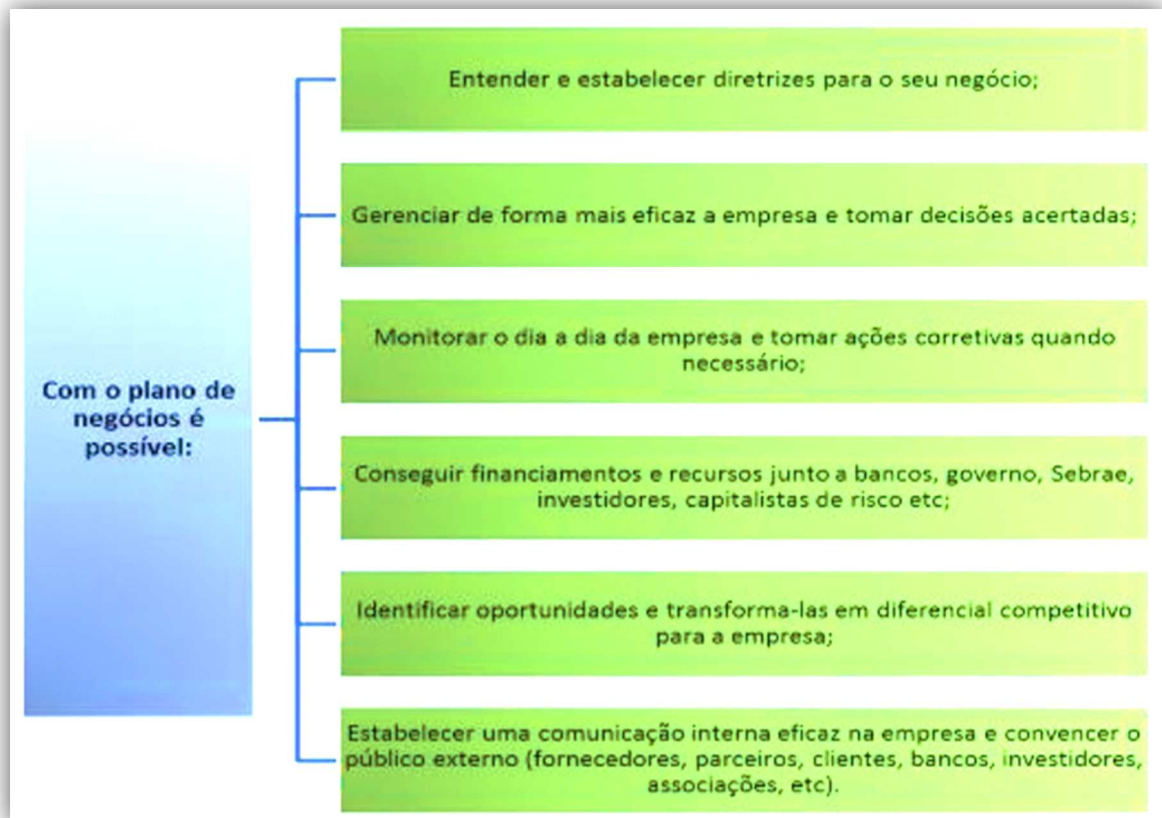 Com o plano de
negócios é
possível:
Entender e estabelecer diretrizes para o seu negócio;
Gerenciar de forma mais eficaz a empresa e tomar decisões acertadas;
Monitorar o dia a dia da empresa e tomar ações corretivas quando
necessário;
Conseguir financiamentos e recursos junto a bancos, governo, Sebrae,
investidores, capitalistas de risco etc;
Identificar oportunidades e transforma-las em diferencial competitivo
para a empresa;
Estabelecer uma comunicação interna eficaz na empresa e convencer o
público externo (fornecedores, parceiros, clientes, bancos, investidores,
associações, etc).